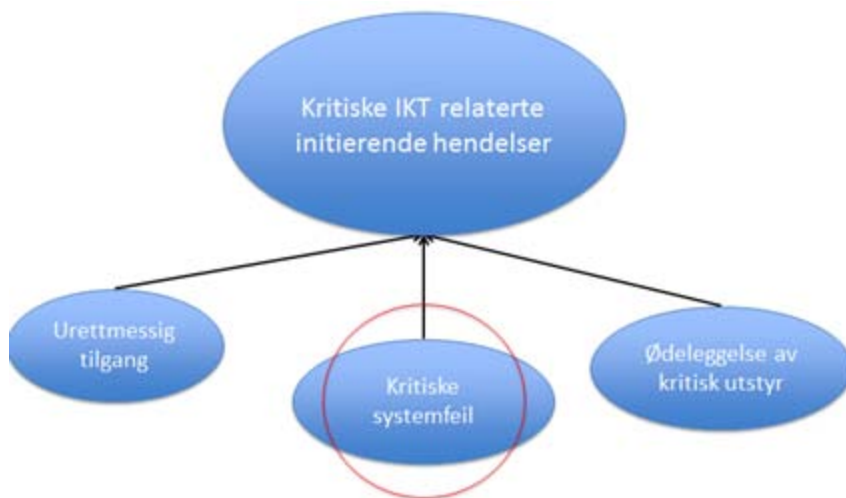 Kritiske IKT relaterte
initierende hendelser
Urettmessig
tilgang
Kritiske
systemfeil
Ødeleggelse av
kritisk utstyr